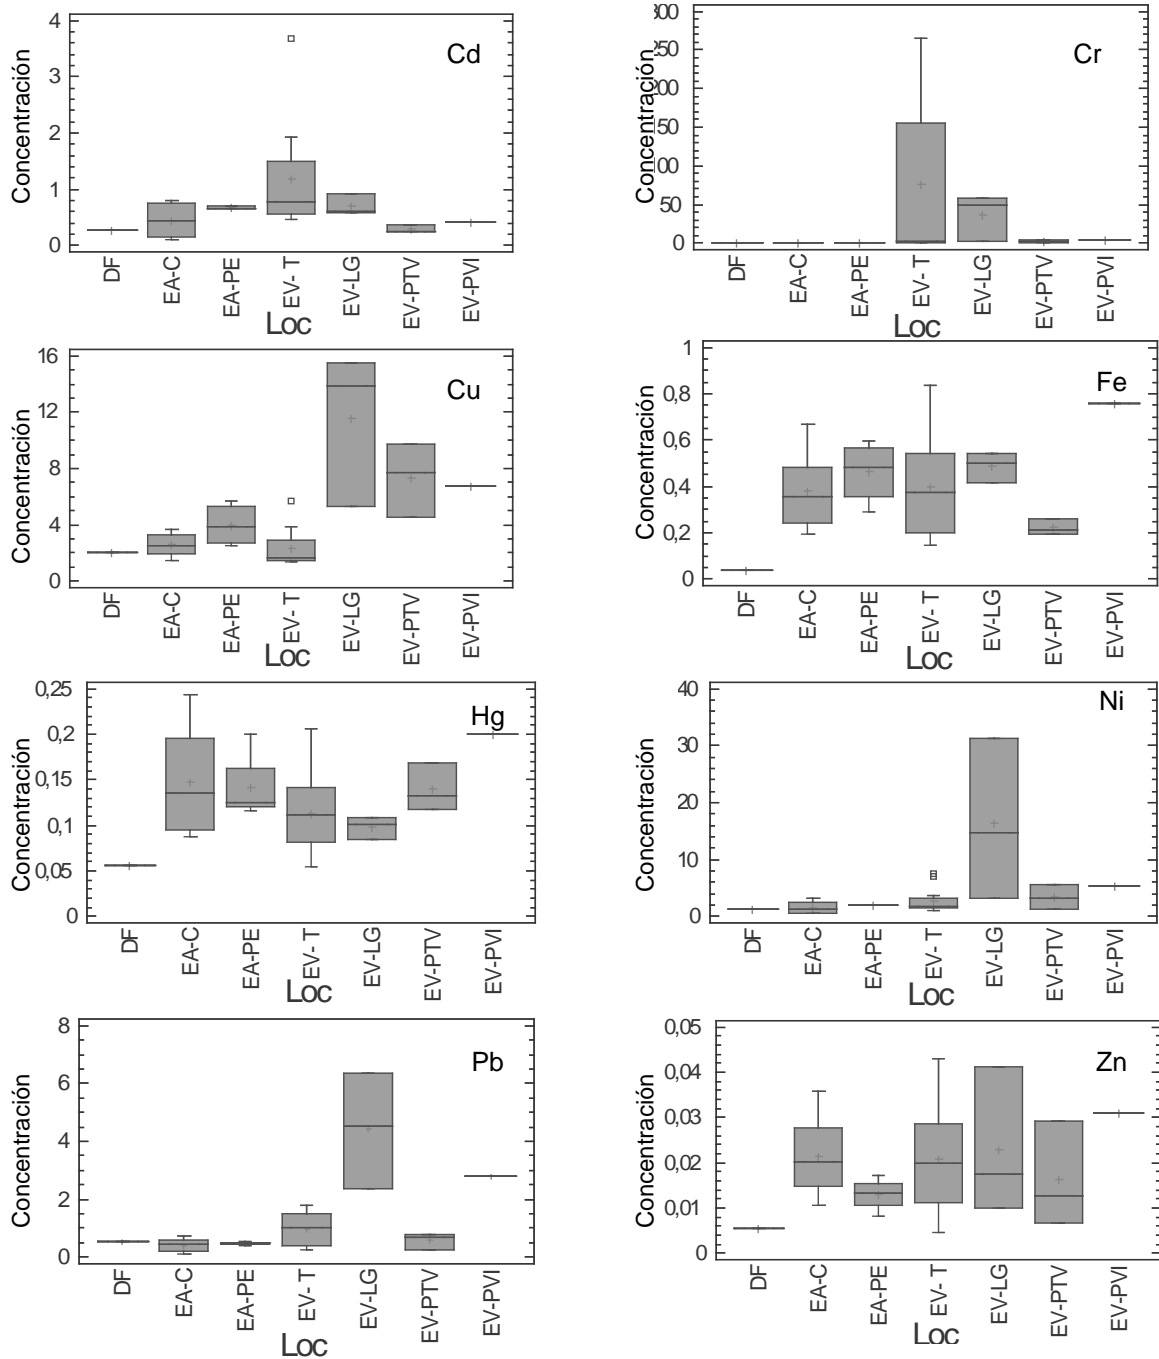 4
3
2
1
0
Concentración
Cd
DF
EA-C
EA-PE
EV- T
EV-LG
EV-PTV
EV-PVI
Loc
50
0
Concentración
Cr
DF
EA-C
EA-PE
EV- T
EV-LG
EV-PTV
EV-PVI
Loc
16
12
8
4
0
Concentración
Cu
DF
EA-C
EA-PE
EV- T
EV-LG
EV-PTV
EV-PVI
Loc
1
0,8
0,6
0,4
0,2
0
Concentración
Fe
DF
EA-C
EA-PE
EV- T
EV-LG
EV-PTV
EV-PVI
Loc
0,25
0,2
0,15
0,1
0,05
0
Concentración
Hg
DF
EA-C
EA-PE
EV- T
EV-LG
EV-PTV
EV-PVI
Loc
40
30
20
10
0
Concentración
Ni
DF
EA-C
EA-PE
EV- T
EV-LG
EV-PTV
EV-PVI
Loc
8
6
4
2
0
Concentración
Pb
DF
EA-C
EA-PE
EV- T
EV-LG
EV-PTV
EV-PVI
Loc
0,05
0,04
0,03
0,02
0,01
0
Concentración
Zn
DF
EA-C
EA-PE
EV- T
EV-LG
EV-PTV
EV-PVI
Loc